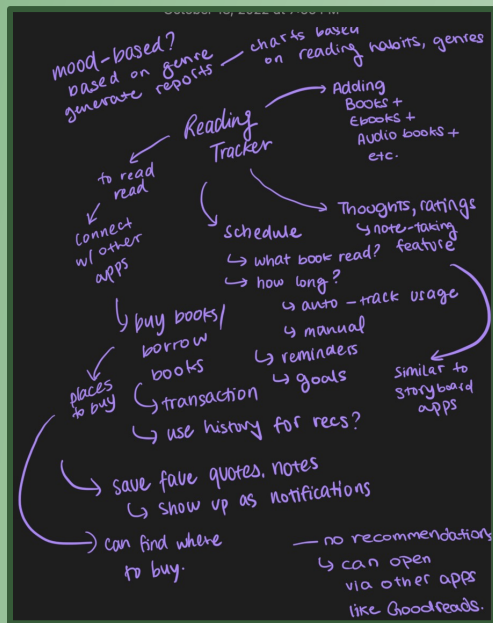 mood-based?
based on genre
generate reports — charts based
on reading habits, genres
Reading
Tracker
Adding
Books +
Ebooks +
Audio books +
etc.
to read
read
connect
w/ other
apps
Thoughts, ratings
↳ note-taking
feature
similar to
storyboard
apps
schedule
↳ what book read?
↳ how long?
↳ auto-track usage
↳ manual
↳ reminders
↳ goals
buy books/
borrow
books
↳ transaction
↳ use history for recs?
places
to buy
save fave quotes, notes
↳ show up as notifications
can find where
to buy.
— no recommendations
↳ can open
via other apps
like Goodreads.